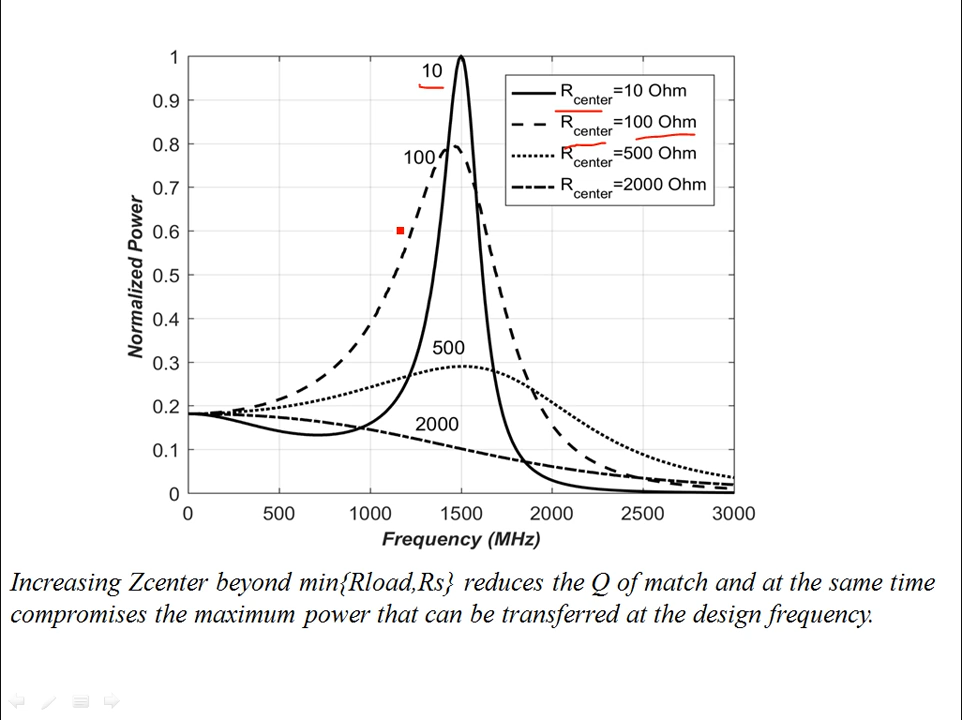 1
0.9
0.8
0.7
0.6
0.5
0.4
0.3
0.2
0.1
0
Normalized Power
10
100
500
2000
R center=10 Ohm
R center=100 Ohm
R center=500 Ohm
R center=2000 Ohm
0 500 1000 1500 2000 2500 3000
Frequency (MHz)
Increasing Zcenter beyond min{Rload,Rs} reduces the Q of match and at the same time
compromises the maximum power that can be transferred at the design frequency.